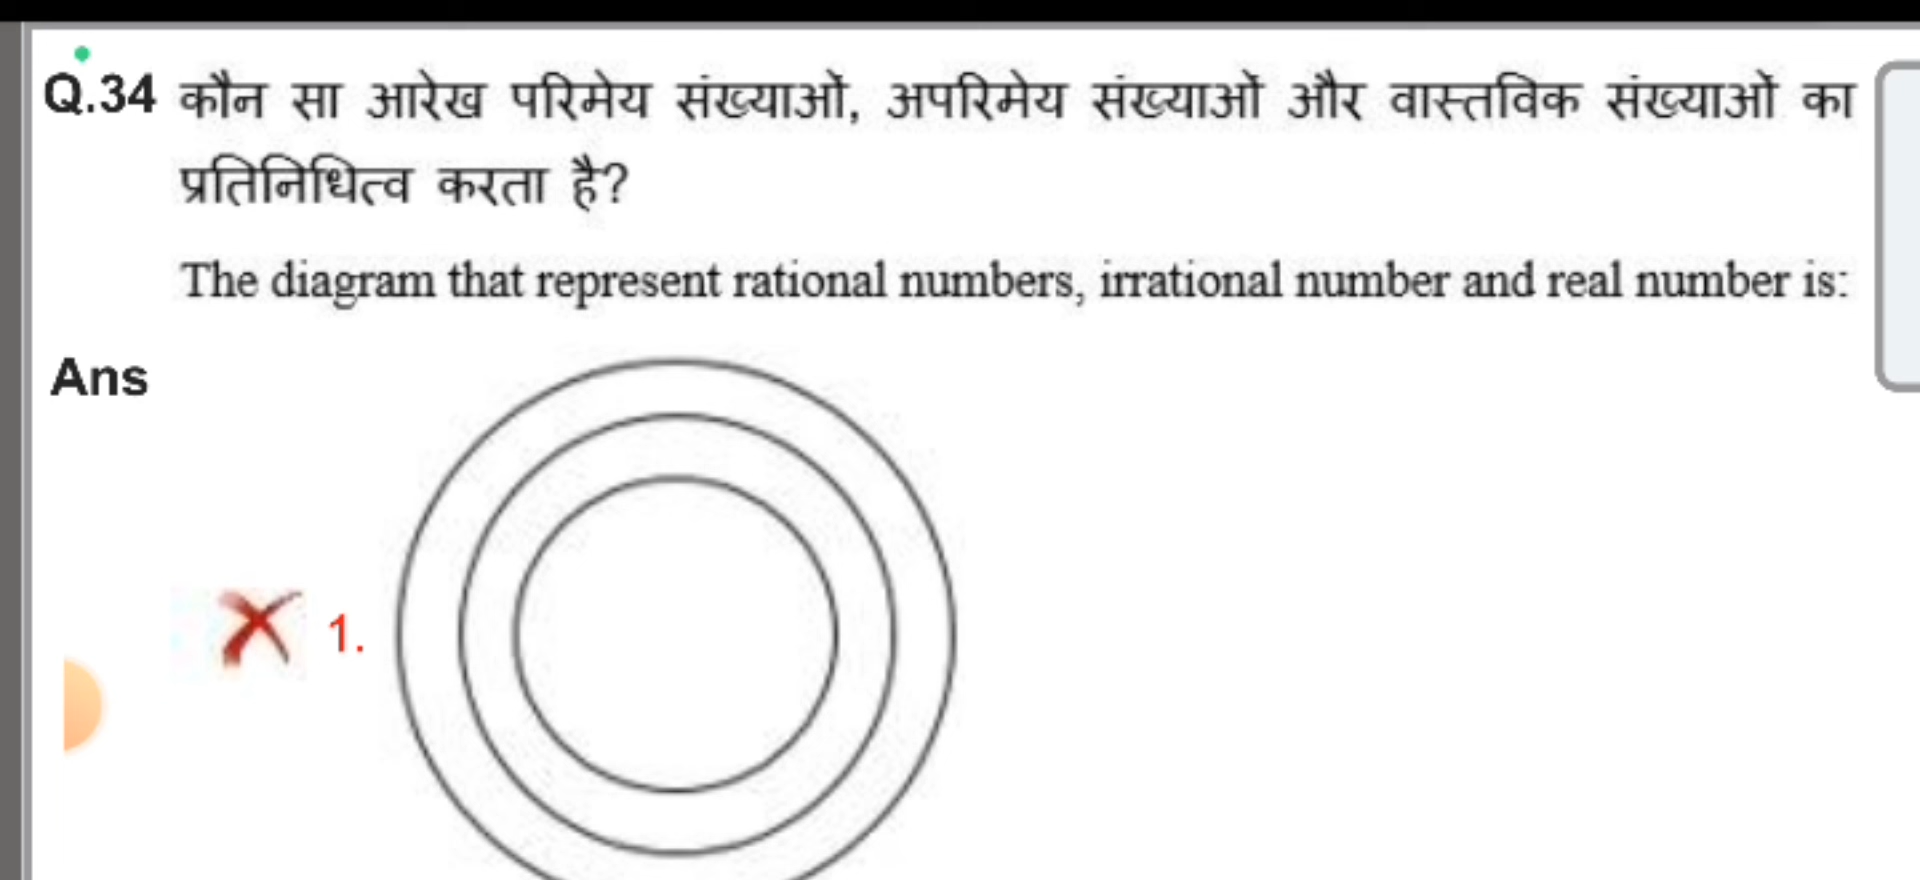 Q.34 कौन सा आरेख परिमेय संख्याओं, अपरिमेय संख्याओं और वास्तविक संख्याओं का
प्रतिनिधित्व करता है?
The diagram that represent rational numbers, irrational number and real number is:
Ans
1.